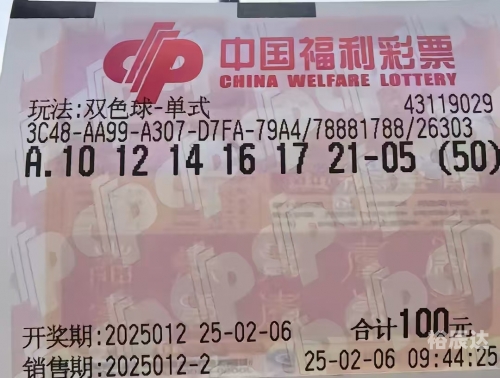 中国福利彩票
CHINA WELFARE LOTTERY
玩法:双色球-单式 43119029
3C48-AA99-A307-D7FA-79A4/78881788/26303
A.10 12 14 16 17 21-05 (50)
开奖期:2025012 25-02-06 合计100元
销售期:2025012-2 25-02-06 09:44:25